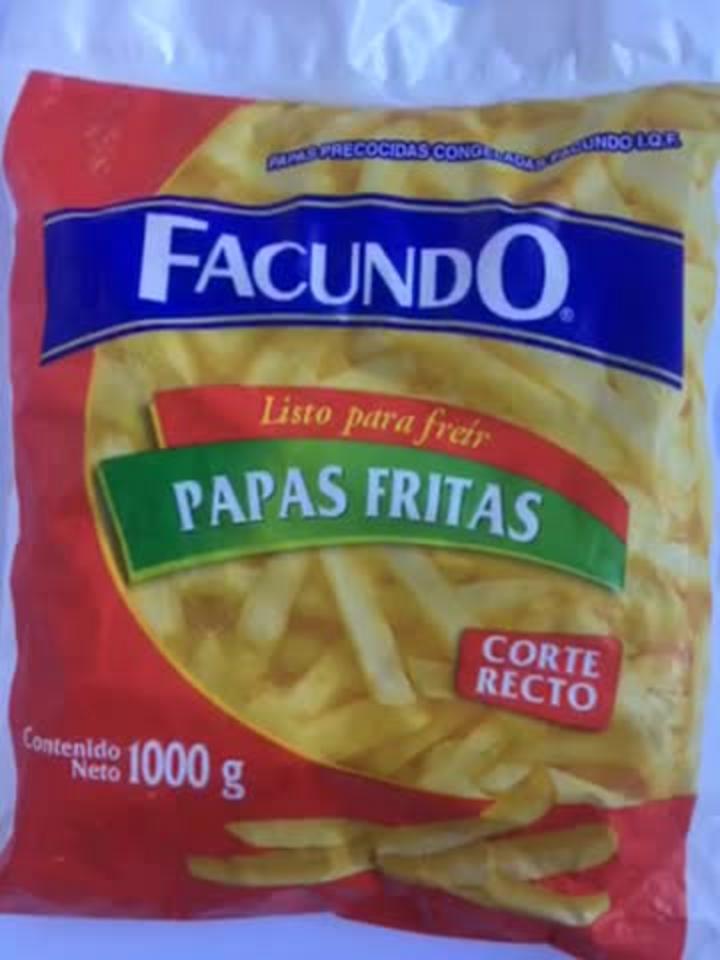 PAPAS PRECOCIDAS CONGELADAS FACUNDO I.Q.F.
FACUNDO®
Listo para freír
PAPAS FRITAS
CORTE
RECTO
Contenido
Neto 1000 g